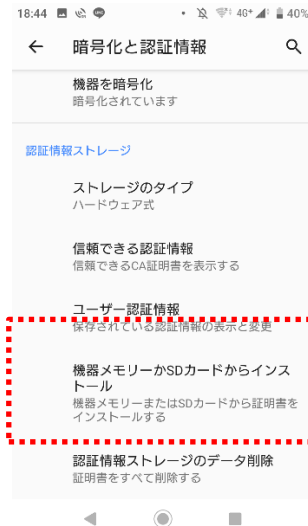 18:44 4G+ 40%
暗号化と認証情報
機器を暗号化
暗号化されています
認証情報ストレージ
ストレージのタイプ
ハードウェア式
信頼できる認証情報
信頼できるCA証明書を表示する
ユーザー認証情報
保存されている認証情報の表示と変更
機器メモリーかSDカードからインス
トール
機器メモリーまたはSDカードから証明書を
インストールする
認証情報ストレージのデータ削除
証明書をすべて削除する